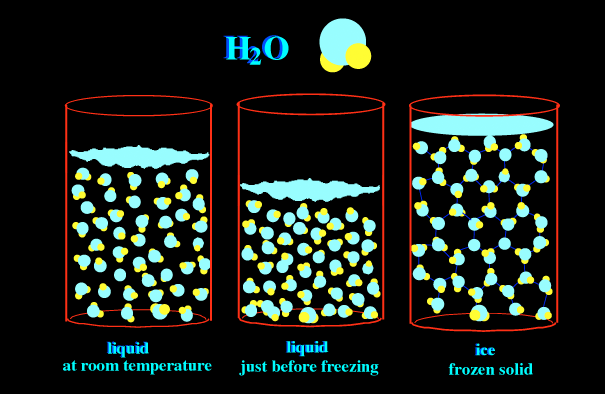 H₂O
liquid
at room temperature
liquid
just before freezing
ice
frozen solid